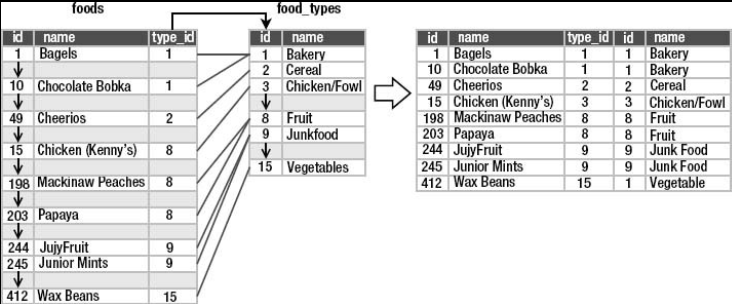 foods
id name type_id
1 Bagels 1
10 Chocolate Bobka 1
49 Cheerios 2
15 Chicken (Kenny's) 8
198 Mackinaw Peaches 8
203 Papaya 8
244 JujyFruit 9
245 Junior Mints 9
412 Wax Beans 15
food_types
id name
1 Bakery
2 Cereal
3 Chicken/Fowl
8 Fruit
9 Junkfood
15 Vegetables
id name type_id id name
1 Bagels 1 1 Bakery
10 Chocolate Bobka 1 1 Bakery
49 Cheerios 2 2 Cereal
15 Chicken (Kenny's) 3 3 Chicken/Fowl
198 Mackinaw Peaches 8 8 Fruit
203 Papaya 8 8 Fruit
244 JujyFruit 9 9 Junk Food
245 Junior Mints 9 9 Junk Food
412 Wax Beans 15 1 Vegetable